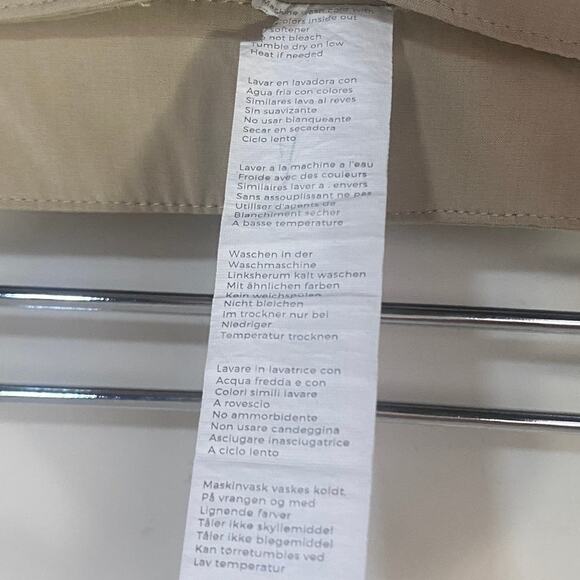 Machine wash cold with
colors inside out
softener
not bleach
Tumble dry on low
Heat if needed
Lavar en lavadora con
Agua fria con colores
Similares lava al reves
Sin suavizante
No usar blanqueante
Secar en secadora
Ciclo lento
Laver a la machine a l'eau
Froide avec des couleurs
Similaires laver a . envers
Sans assouplissant ne pas
Utiliser d'agents de
Blanchiment secher
A basse temperature
Waschen in der
Waschmaschine
Linksherum kalt waschen
Mit ähnlichen farben
Kein weichspüler
Nicht bleichen
Im trockner nur bei
Niedriger
Temperatur trocknen
Lavare in lavatrice con
Acqua fredda e con
Colori simili lavare
A rovescio
No ammorbidente
Non usare candeggina
Asciugare inasciugatrice
A ciclo lento
Maskinvask vaskes koldt,
På vrangen og med
Lignende farver
Tåler ikke skyllemiddel
Tåler ikke blegemiddel
Kan tørretumbles ved
Lav temperatur